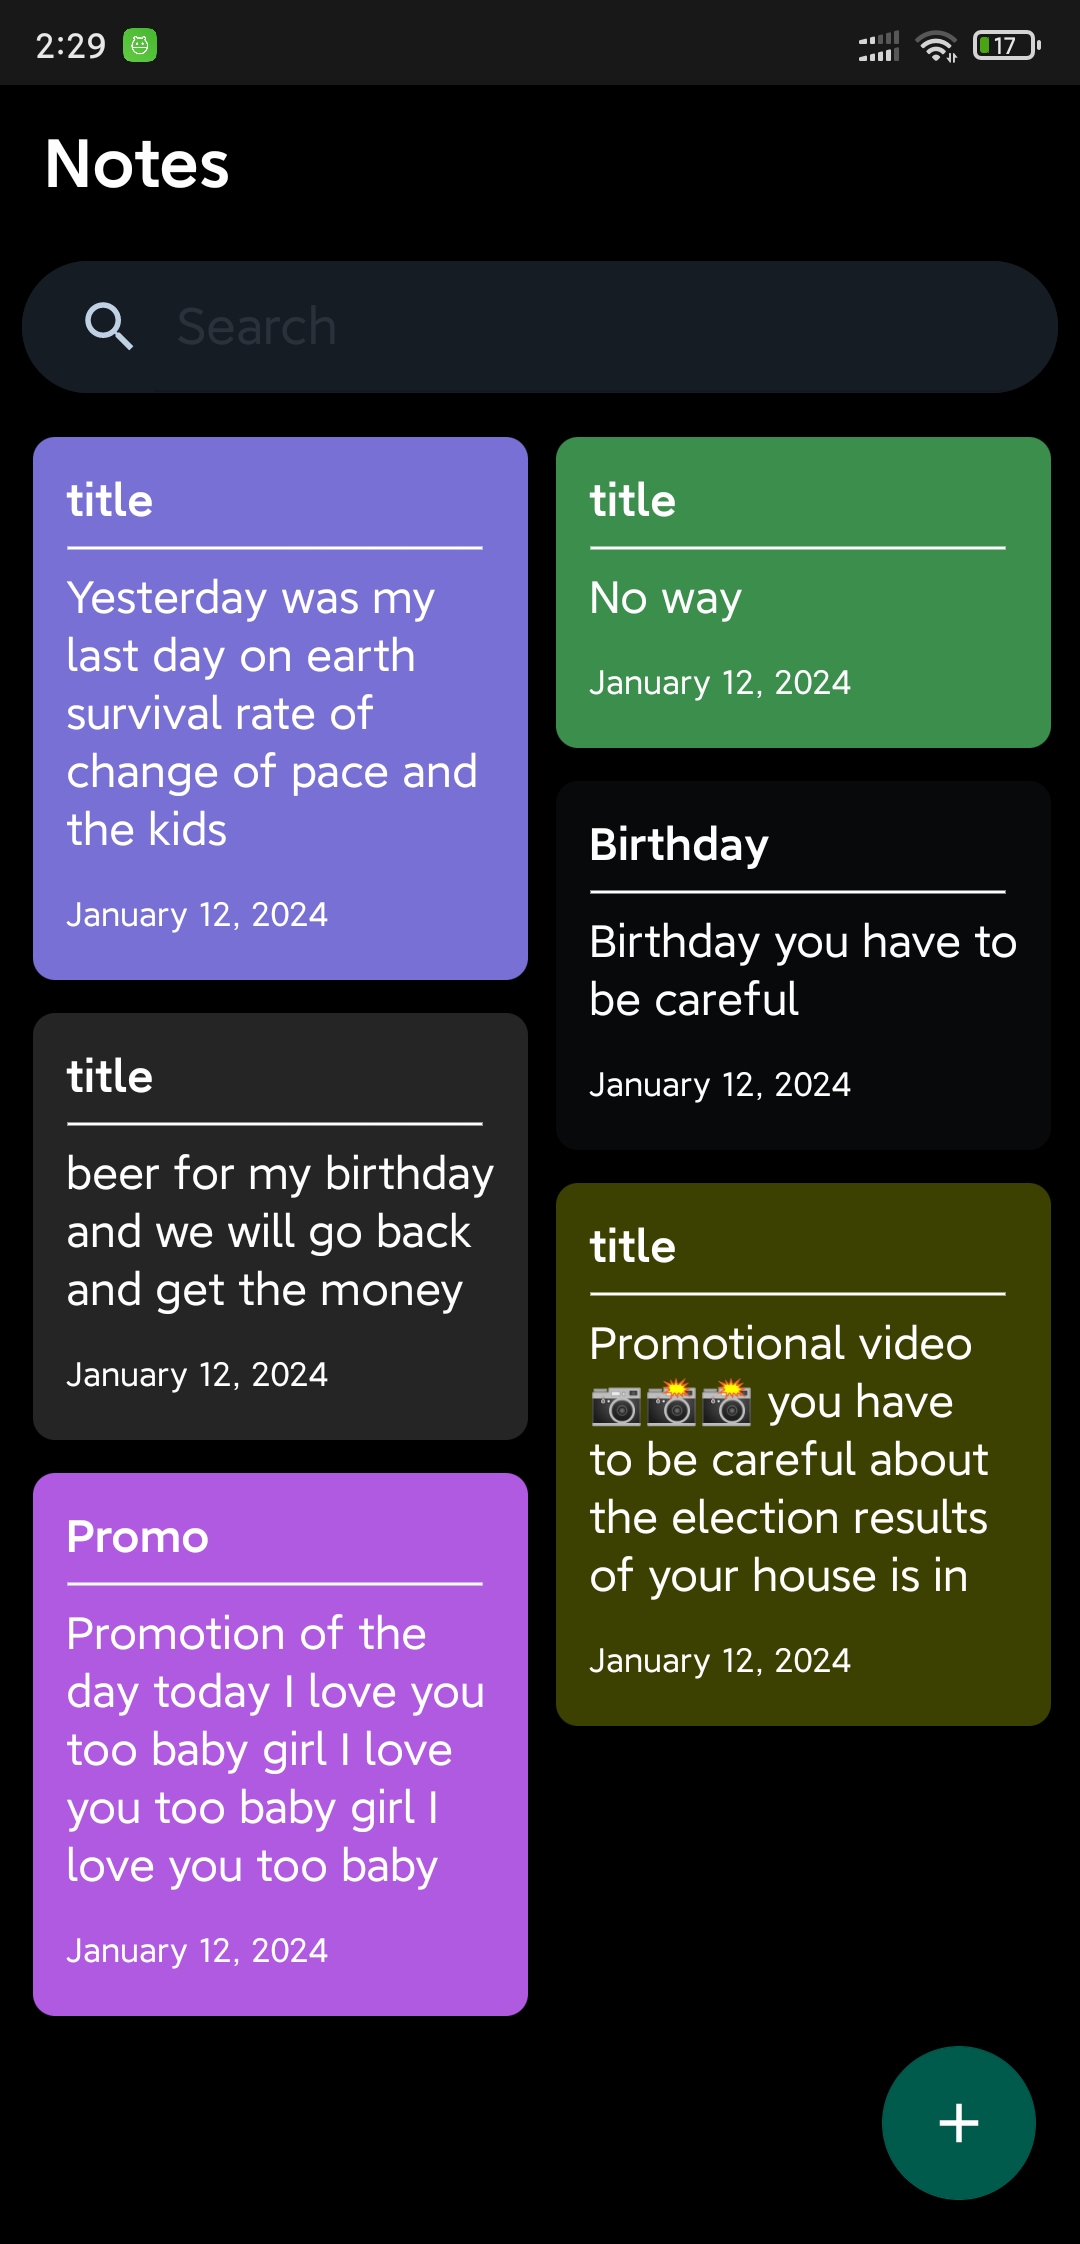 2:29
17
Notes
Search
title
Yesterday was my
last day on earth
survival rate of
change of pace and
the kids
January 12, 2024
title
No way
January 12, 2024
Birthday
Birthday you have to
be careful
January 12, 2024
title
beer for my birthday
and we will go back
and get the money
January 12, 2024
title
Promotional video
📷📸📸 you have
to be careful about
the election results
of your house is in
January 12, 2024
Promo
Promotion of the
day today I love you
too baby girl I love
you too baby girl I
love you too baby
January 12, 2024